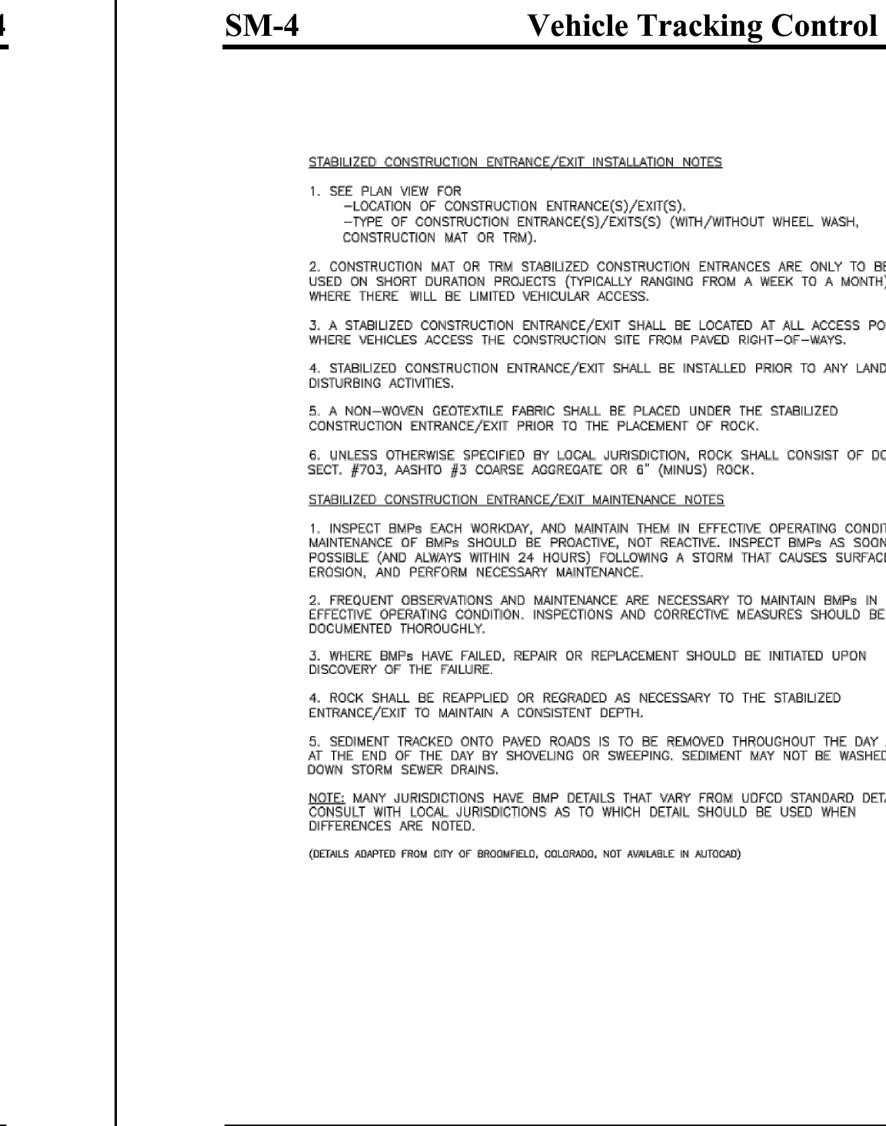 4
SM-4 Vehicle Tracking Control
STABILIZED CONSTRUCTION ENTRANCE/EXIT INSTALLATION NOTES
1. SEE PLAN VIEW FOR
–LOCATION OF CONSTRUCTION ENTRANCE(S)/EXIT(S).
–TYPE OF CONSTRUCTION ENTRANCE(S)/EXITS(S) (WITH/WITHOUT WHEEL WASH,
CONSTRUCTION MAT OR TRM).
2. CONSTRUCTION MAT OR TRM STABILIZED CONSTRUCTION ENTRANCES ARE ONLY TO BE
USED ON SHORT DURATION PROJECTS (TYPICALLY RANGING FROM A WEEK TO A MONTH)
WHERE THERE WILL BE LIMITED VEHICULAR ACCESS.
3. A STABILIZED CONSTRUCTION ENTRANCE/EXIT SHALL BE LOCATED AT ALL ACCESS PO
WHERE VEHICLES ACCESS THE CONSTRUCTION SITE FROM PAVED RIGHT–OF–WAYS.
4. STABILIZED CONSTRUCTION ENTRANCE/EXIT SHALL BE INSTALLED PRIOR TO ANY LAND
DISTURBING ACTIVITIES.
5. A NON–WOVEN GEOTEXTILE FABRIC SHALL BE PLACED UNDER THE STABILIZED
CONSTRUCTION ENTRANCE/EXIT PRIOR TO THE PLACEMENT OF ROCK.
6. UNLESS OTHERWISE SPECIFIED BY LOCAL JURISDICTION, ROCK SHALL CONSIST OF DO
SECT. #703, AASHTO #3 COARSE AGGREGATE OR 6" (MINUS) ROCK.
STABILIZED CONSTRUCTION ENTRANCE/EXIT MAINTENANCE NOTES
1. INSPECT BMPs EACH WORKDAY, AND MAINTAIN THEM IN EFFECTIVE OPERATING CONDIT
MAINTENANCE OF BMPs SHOULD BE PROACTIVE, NOT REACTIVE. INSPECT BMPs AS SOON
POSSIBLE (AND ALWAYS WITHIN 24 HOURS) FOLLOWING A STORM THAT CAUSES SURFACE
EROSION, AND PERFORM NECESSARY MAINTENANCE.
2. FREQUENT OBSERVATIONS AND MAINTENANCE ARE NECESSARY TO MAINTAIN BMPs IN
EFFECTIVE OPERATING CONDITION. INSPECTIONS AND CORRECTIVE MEASURES SHOULD BE
DOCUMENTED THOROUGHLY.
3. WHERE BMPs HAVE FAILED, REPAIR OR REPLACEMENT SHOULD BE INITIATED UPON
DISCOVERY OF THE FAILURE.
4. ROCK SHALL BE REAPPLIED OR REGRADED AS NECESSARY TO THE STABILIZED
ENTRANCE/EXIT TO MAINTAIN A CONSISTENT DEPTH.
5. SEDIMENT TRACKED ONTO PAVED ROADS IS TO BE REMOVED THROUGHOUT THE DAY
AT THE END OF THE DAY BY SHOVELING OR SWEEPING. SEDIMENT MAY NOT BE WASHED
DOWN STORM SEWER DRAINS.
NOTE: MANY JURISDICTIONS HAVE BMP DETAILS THAT VARY FROM UDFCD STANDARD DETA
CONSULT WITH LOCAL JURISDICTIONS AS TO WHICH DETAIL SHOULD BE USED WHEN
DIFFERENCES ARE NOTED.
(DETAILS ADAPTED FROM CITY OF BROOMFIELD, COLORADO, NOT AVAILABLE IN AUTOCAD)